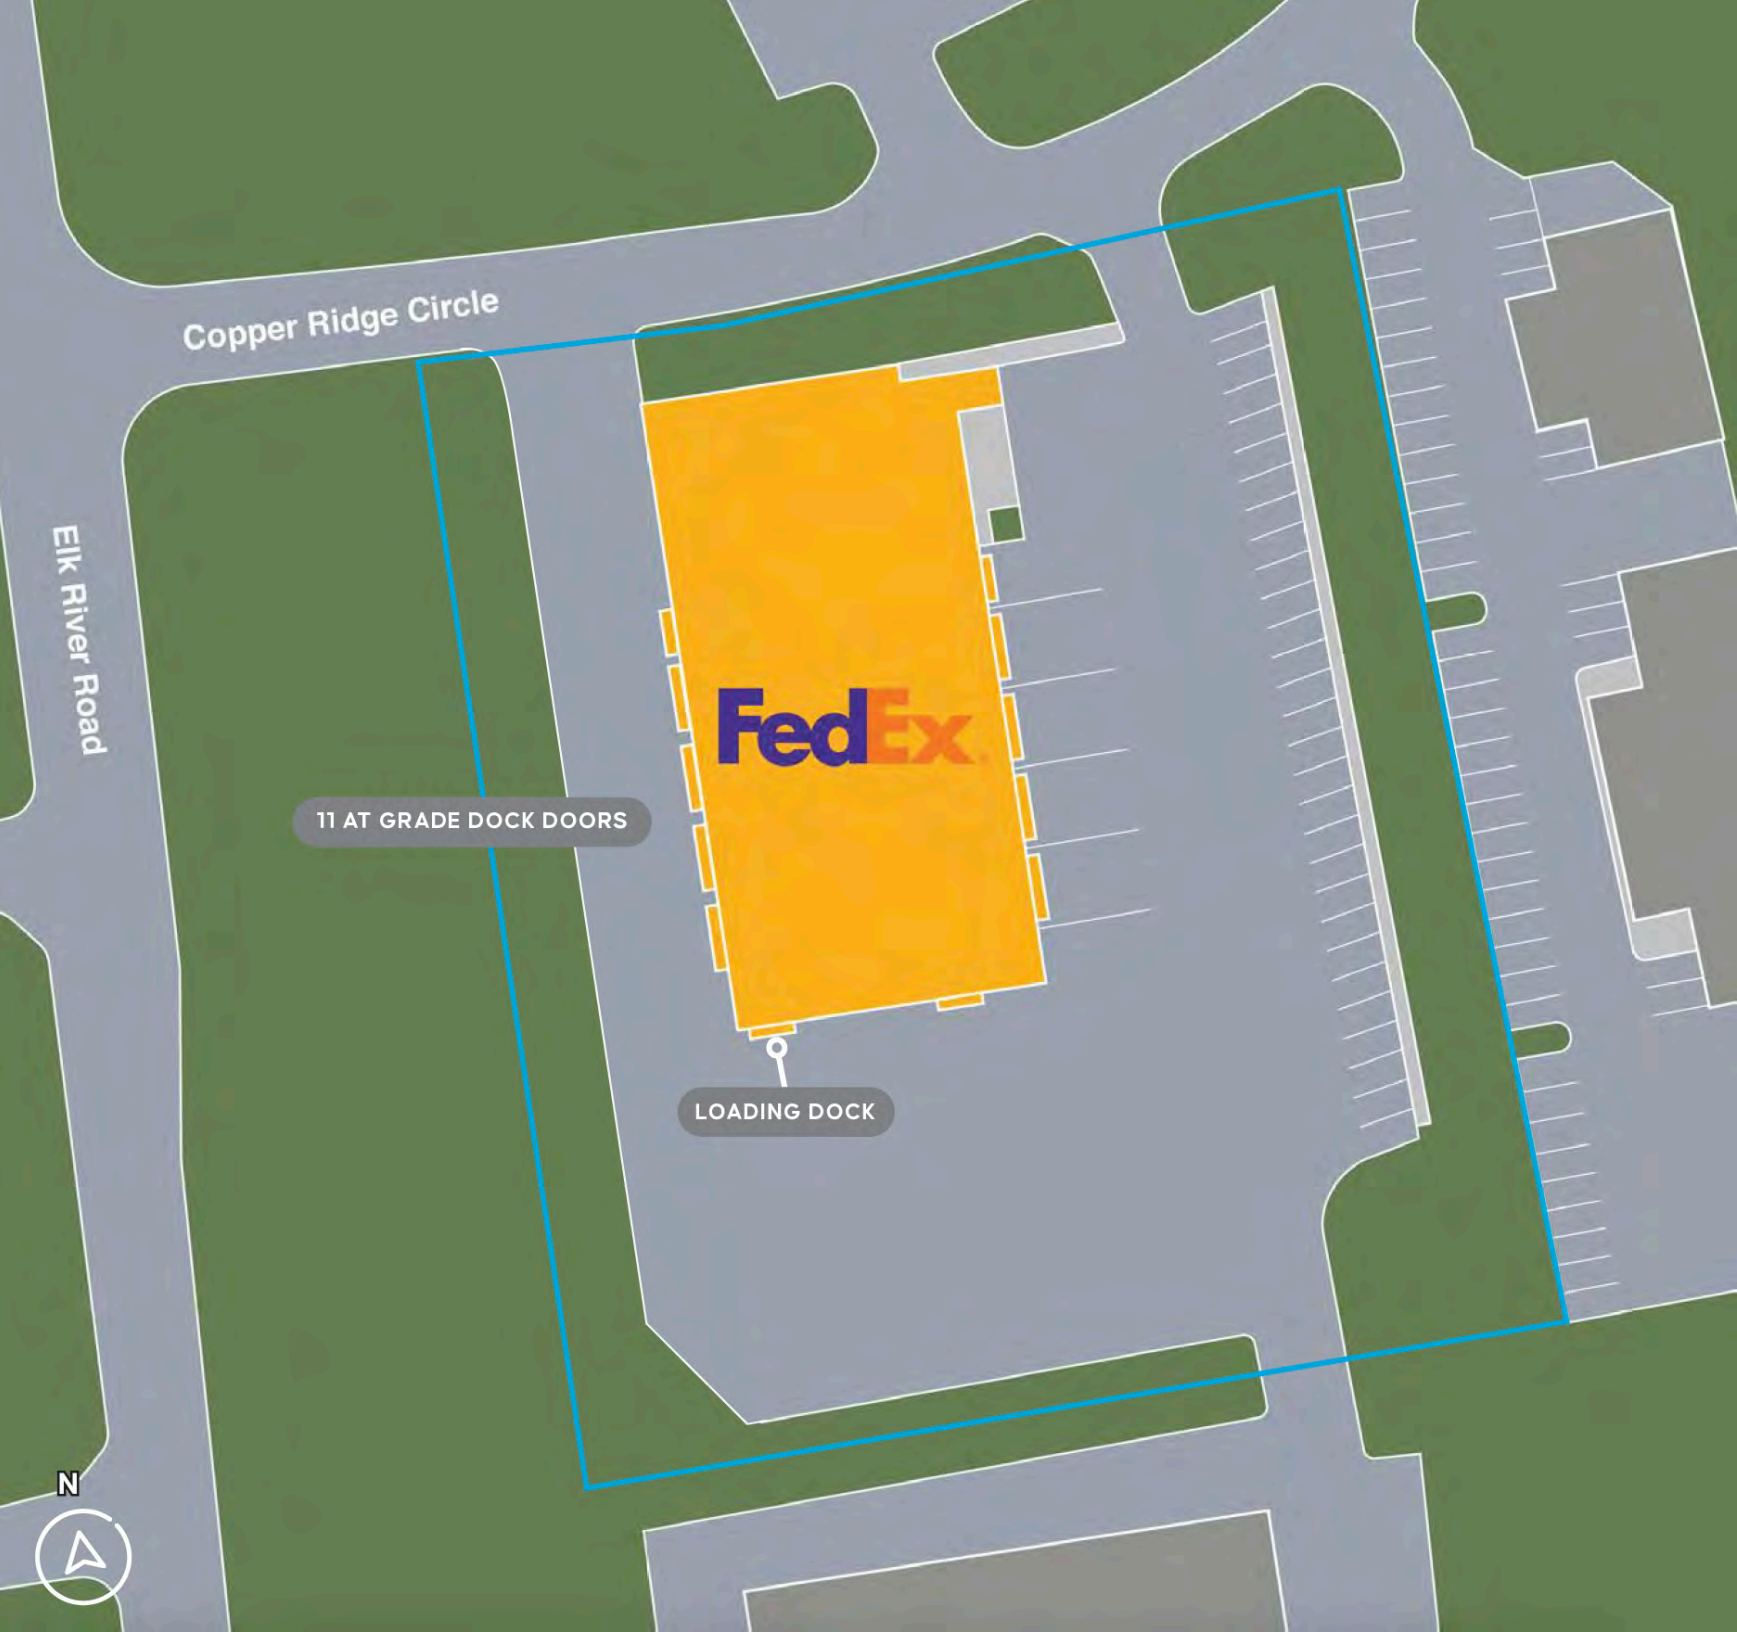 Copper Ridge Circle
Elk River Road
FedEx.
11 AT GRADE DOCK DOORS
LOADING DOCK
N